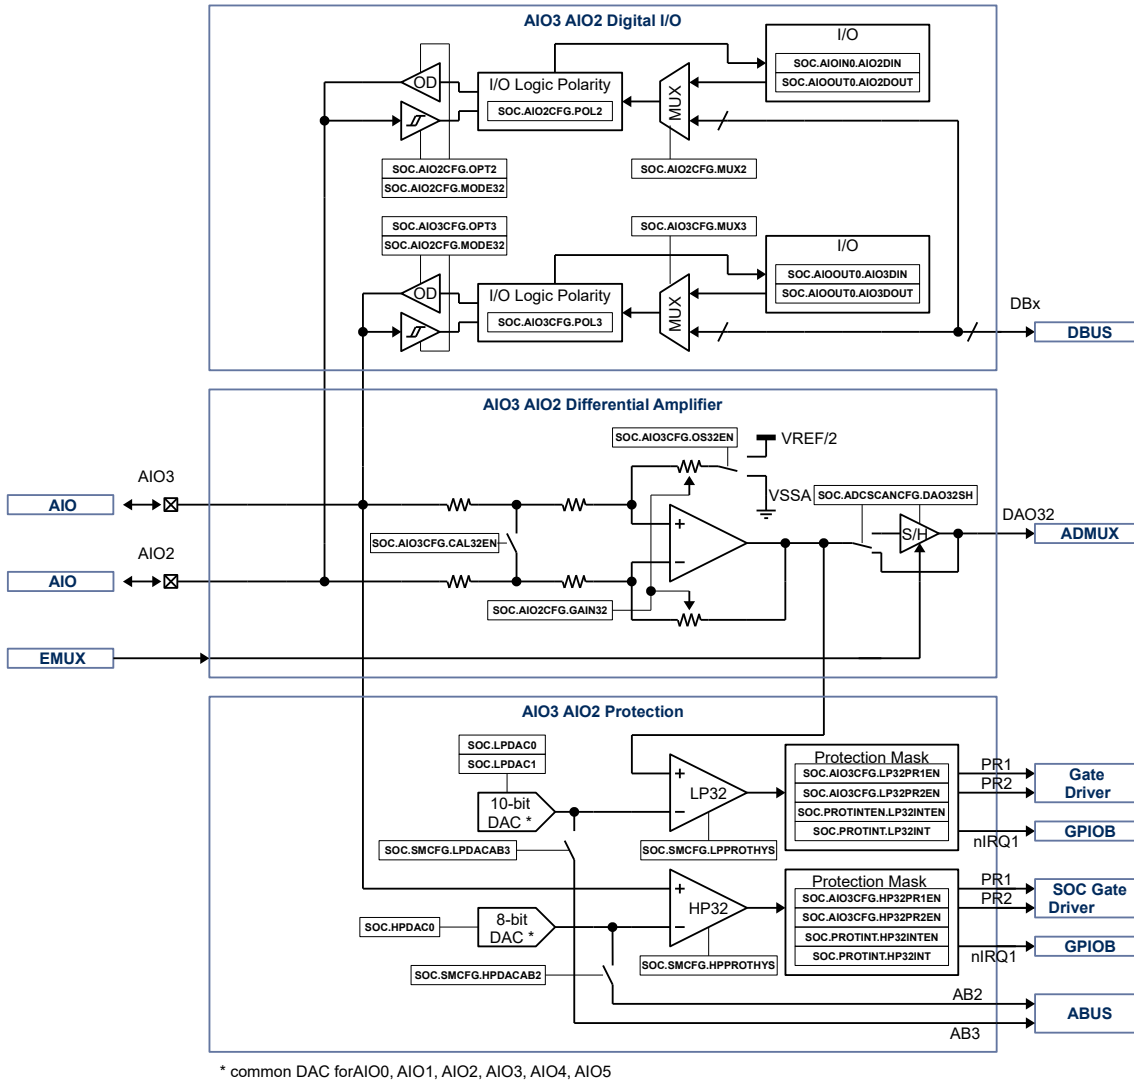 AIO3 AIO2 Digital I/O
I/O
SOC.AIOIN0.AIO2DIN
SOC.AIOOUT0.AIO2DOUT
OD
I/O Logic Polarity
SOC.AIO2CFG.POL2
MUX
SOC.AIO2CFG.OPT2
SOC.AIO2CFG.MODE32
SOC.AIO2CFG.MUX2
SOC.AIO3CFG.OPT3
SOC.AIO2CFG.MODE32
SOC.AIO3CFG.MUX3
I/O
SOC.AIOOUT0.AIO3DIN
SOC.AIOOUT0.AIO3DOUT
OD
I/O Logic Polarity
SOC.AIO3CFG.POL3
MUX
DBx
DBUS
AIO3 AIO2 Differential Amplifier
SOC.AIO3CFG.OS32EN
VREF/2
VSSA
SOC.ADCSCANCFG.DAO32SH
AIO3
AIO
+
S/H
DAO32
ADMUX
SOC.AIO3CFG.CAL32EN
AIO2
AIO
−
SOC.AIO2CFG.GAIN32
EMUX
AIO3 AIO2 Protection
SOC.LPDAC0
SOC.LPDAC1
10-bit
DAC *
+
LP32
−
Protection Mask
SOC.AIO3CFG.LP32PR1EN
SOC.AIO3CFG.LP32PR2EN
SOC.PROTINTEN.LP32INTEN
SOC.PROTINT.LP32INT
PR1
PR2
Gate
Driver
nIRQ1
GPIOB
SOC.SMCFG.LPDACAB3
SOC.SMCFG.LPPROTHYS
SOC.HPDAC0
8-bit
DAC *
+
HP32
−
Protection Mask
SOC.AIO3CFG.HP32PR1EN
SOC.AIO3CFG.HP32PR2EN
SOC.PROTINT.HP32INTEN
SOC.PROTINT.HP32INT
PR1
PR2
SOC Gate
Driver
nIRQ1
GPIOB
SOC.SMCFG.HPDACAB2
SOC.SMCFG.HPPROTHYS
AB2
AB3
ABUS
* common DAC forAIO0, AIO1, AIO2, AIO3, AIO4, AIO5